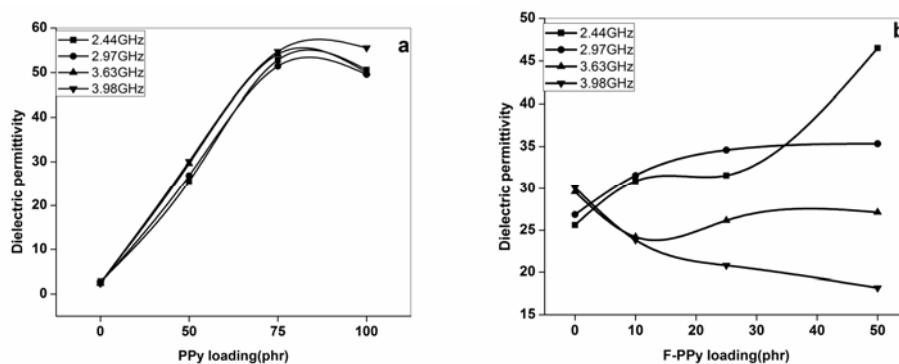 a
2.44GHz
2.97GHz
3.63GHz
3.98GHz
60
50
40
30
20
10
0
Dielectric permittivity
0 50 75 100
PPy loading(phr)
b
2.44GHz
2.97GHz
3.63GHz
3.98GHz
50
45
40
35
30
25
20
15
Dielectric permittivity
0 10 20 30 40 50
F-PPy loading(phr)